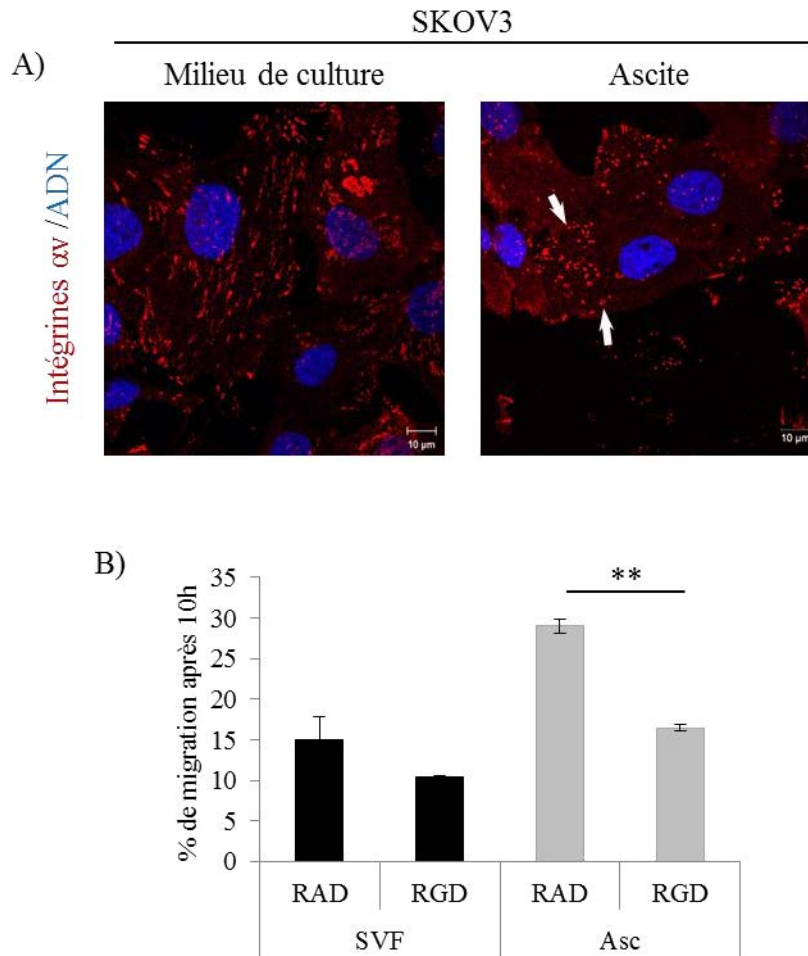 SKOV3
A)
Milieu de culture
Ascite
Intégrines αv /ADN
10 µm
10 µm
B)
% de migration après 10h
35
30
25
20
15
10
5
0
**
RAD
RGD
RAD
RGD
SVF
Asc